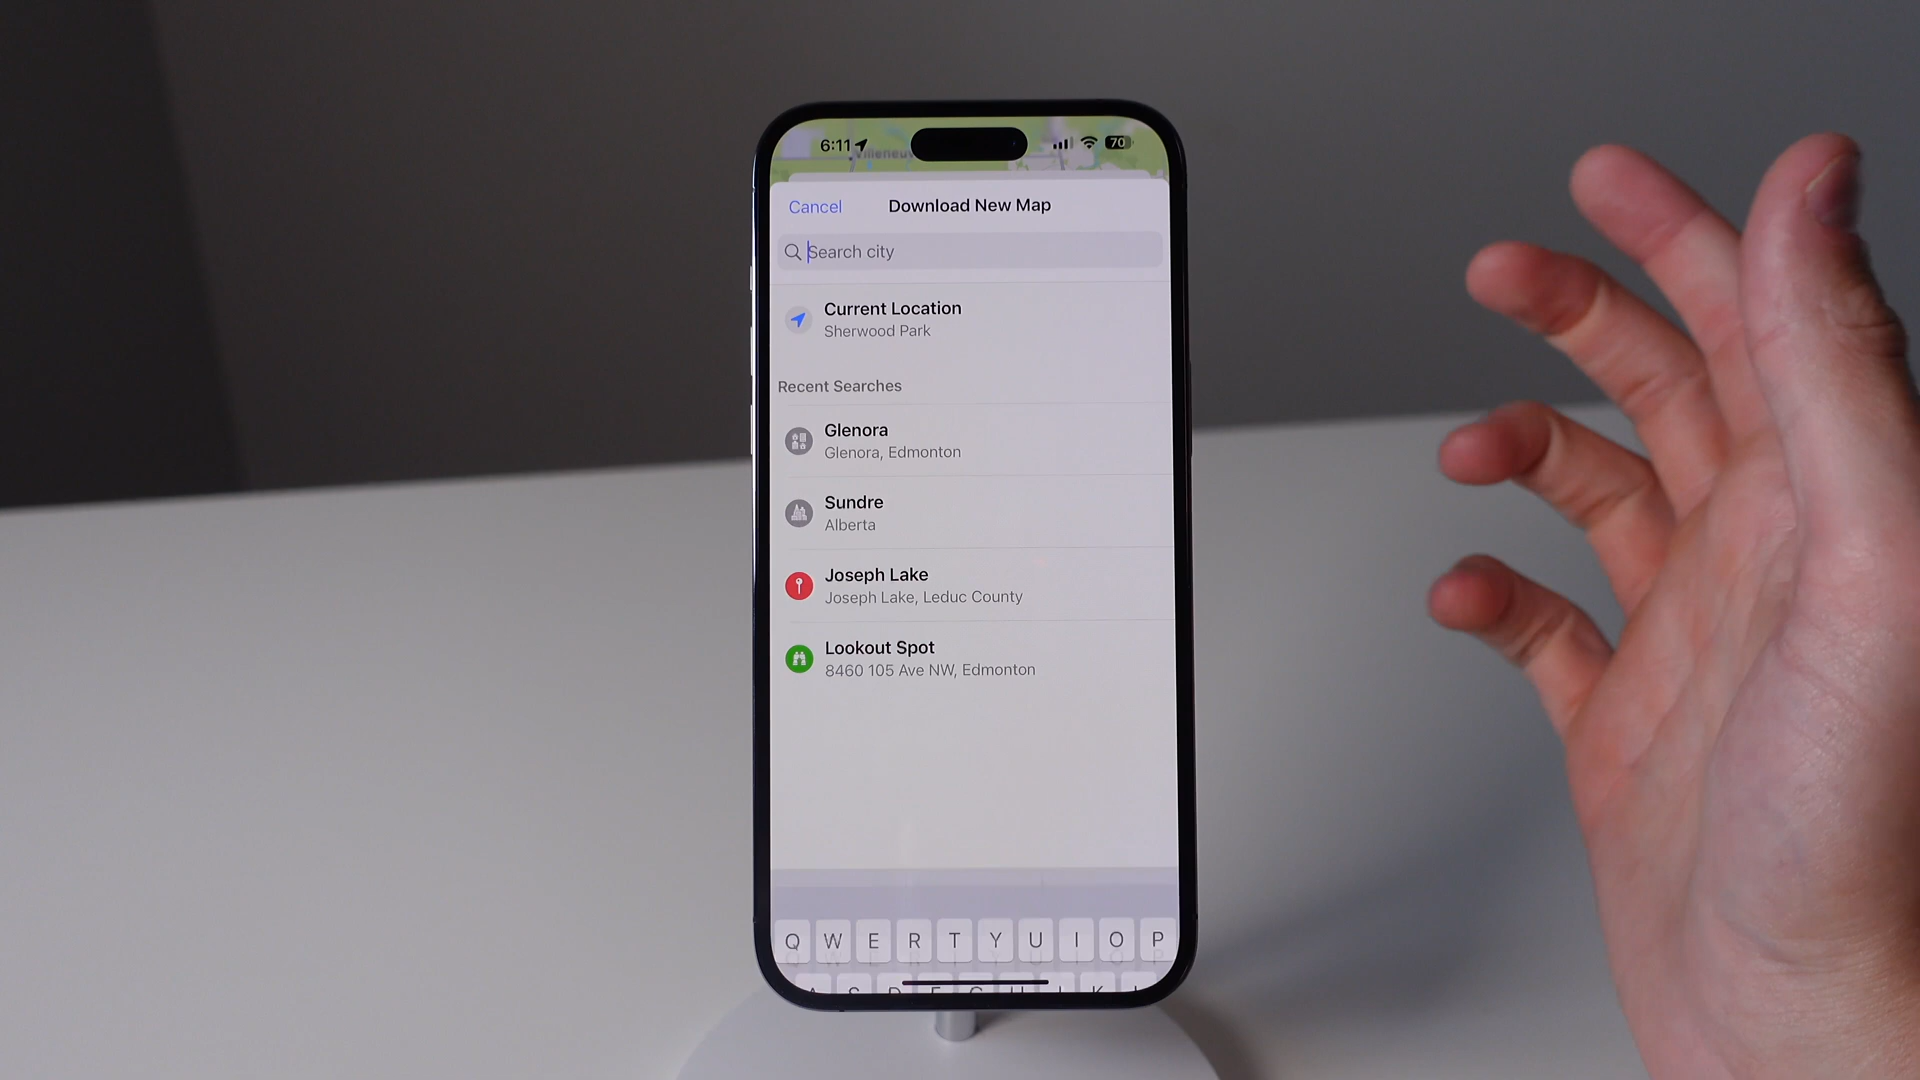 6:11
70
Cancel
Download New Map
Search city
Current Location
Sherwood Park
Recent Searches
Glenora
Glenora, Edmonton
Sundre
Alberta
Joseph Lake
Joseph Lake, Leduc County
Lookout Spot
8460 105 Ave NW, Edmonton
Q W E R T Y U I O P